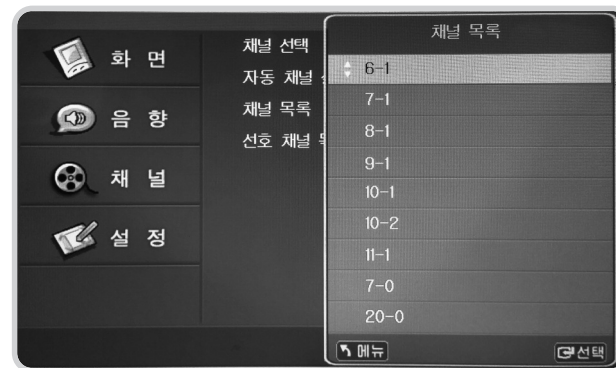 화 면
음 향
채 널
설 정
채널 선택
자동 채널
채널 목록
선호 채널
채널 목록
6-1
7-1
8-1
9-1
10-1
10-2
11-1
7-0
20-0
메뉴
선택